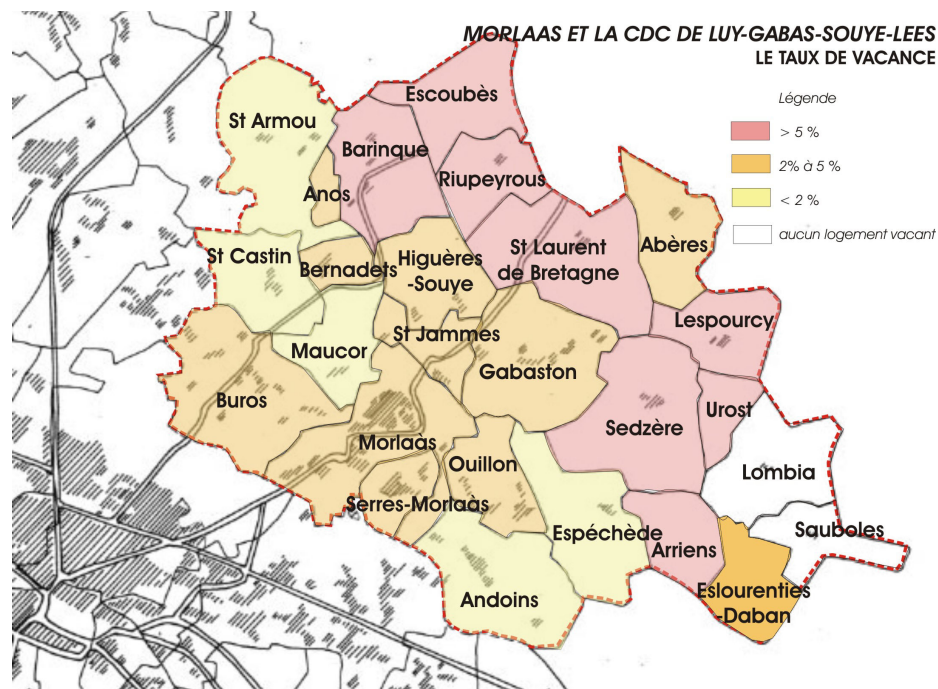 MORLAAS ET LA CDC DE LUY-GABAS-SOUYE-LEES
LE TAUX DE VACANCE
Légende
> 5 %
2% à 5 %
< 2 %
aucun logement vacant
Escoubès
St Armou
Barinque
Anos
Riupeyrous
St Castin
Bernadets
Higuères
-Souye
St Laurent
de Bretagne
Abères
Lespourcy
St Jammes
Maucor
Gabaston
Buros
Urost
Sedzère
Morlaàs
Ouillon
Lombia
Serres-Morlaàs
Espéchède
Sauboles
Arriens
Andoins
Eslourenties
-Daban